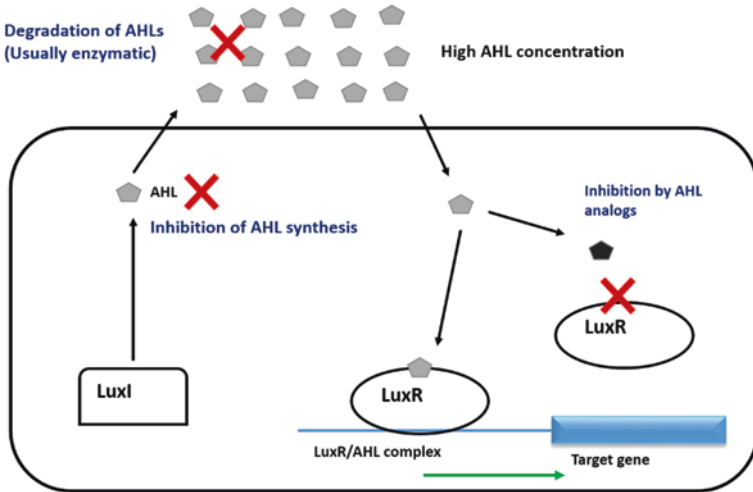 Degradation of AHLs
(Usually enzymatic)
High AHL concentration
AHL
Inhibition of AHL synthesis
Inhibition by AHL
analogs
LuxR
LuxI
LuxR
LuxR/AHL complex
Target gene